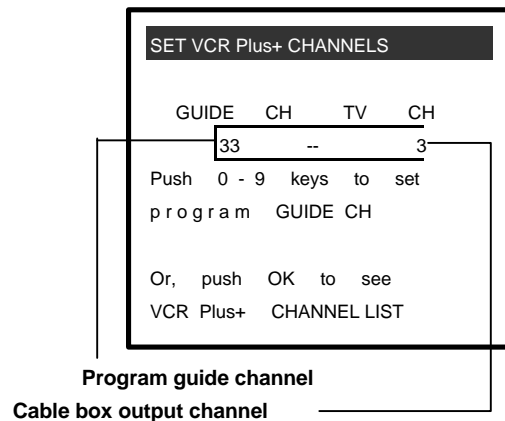 SET VCR Plus+ CHANNELS
GUIDE CH TV CH
33 -- 3
Push 0 - 9 keys to set
program GUIDE CH
Or, push OK to see
VCR Plus+ CHANNEL LIST
Program guide channel
Cable box output channel